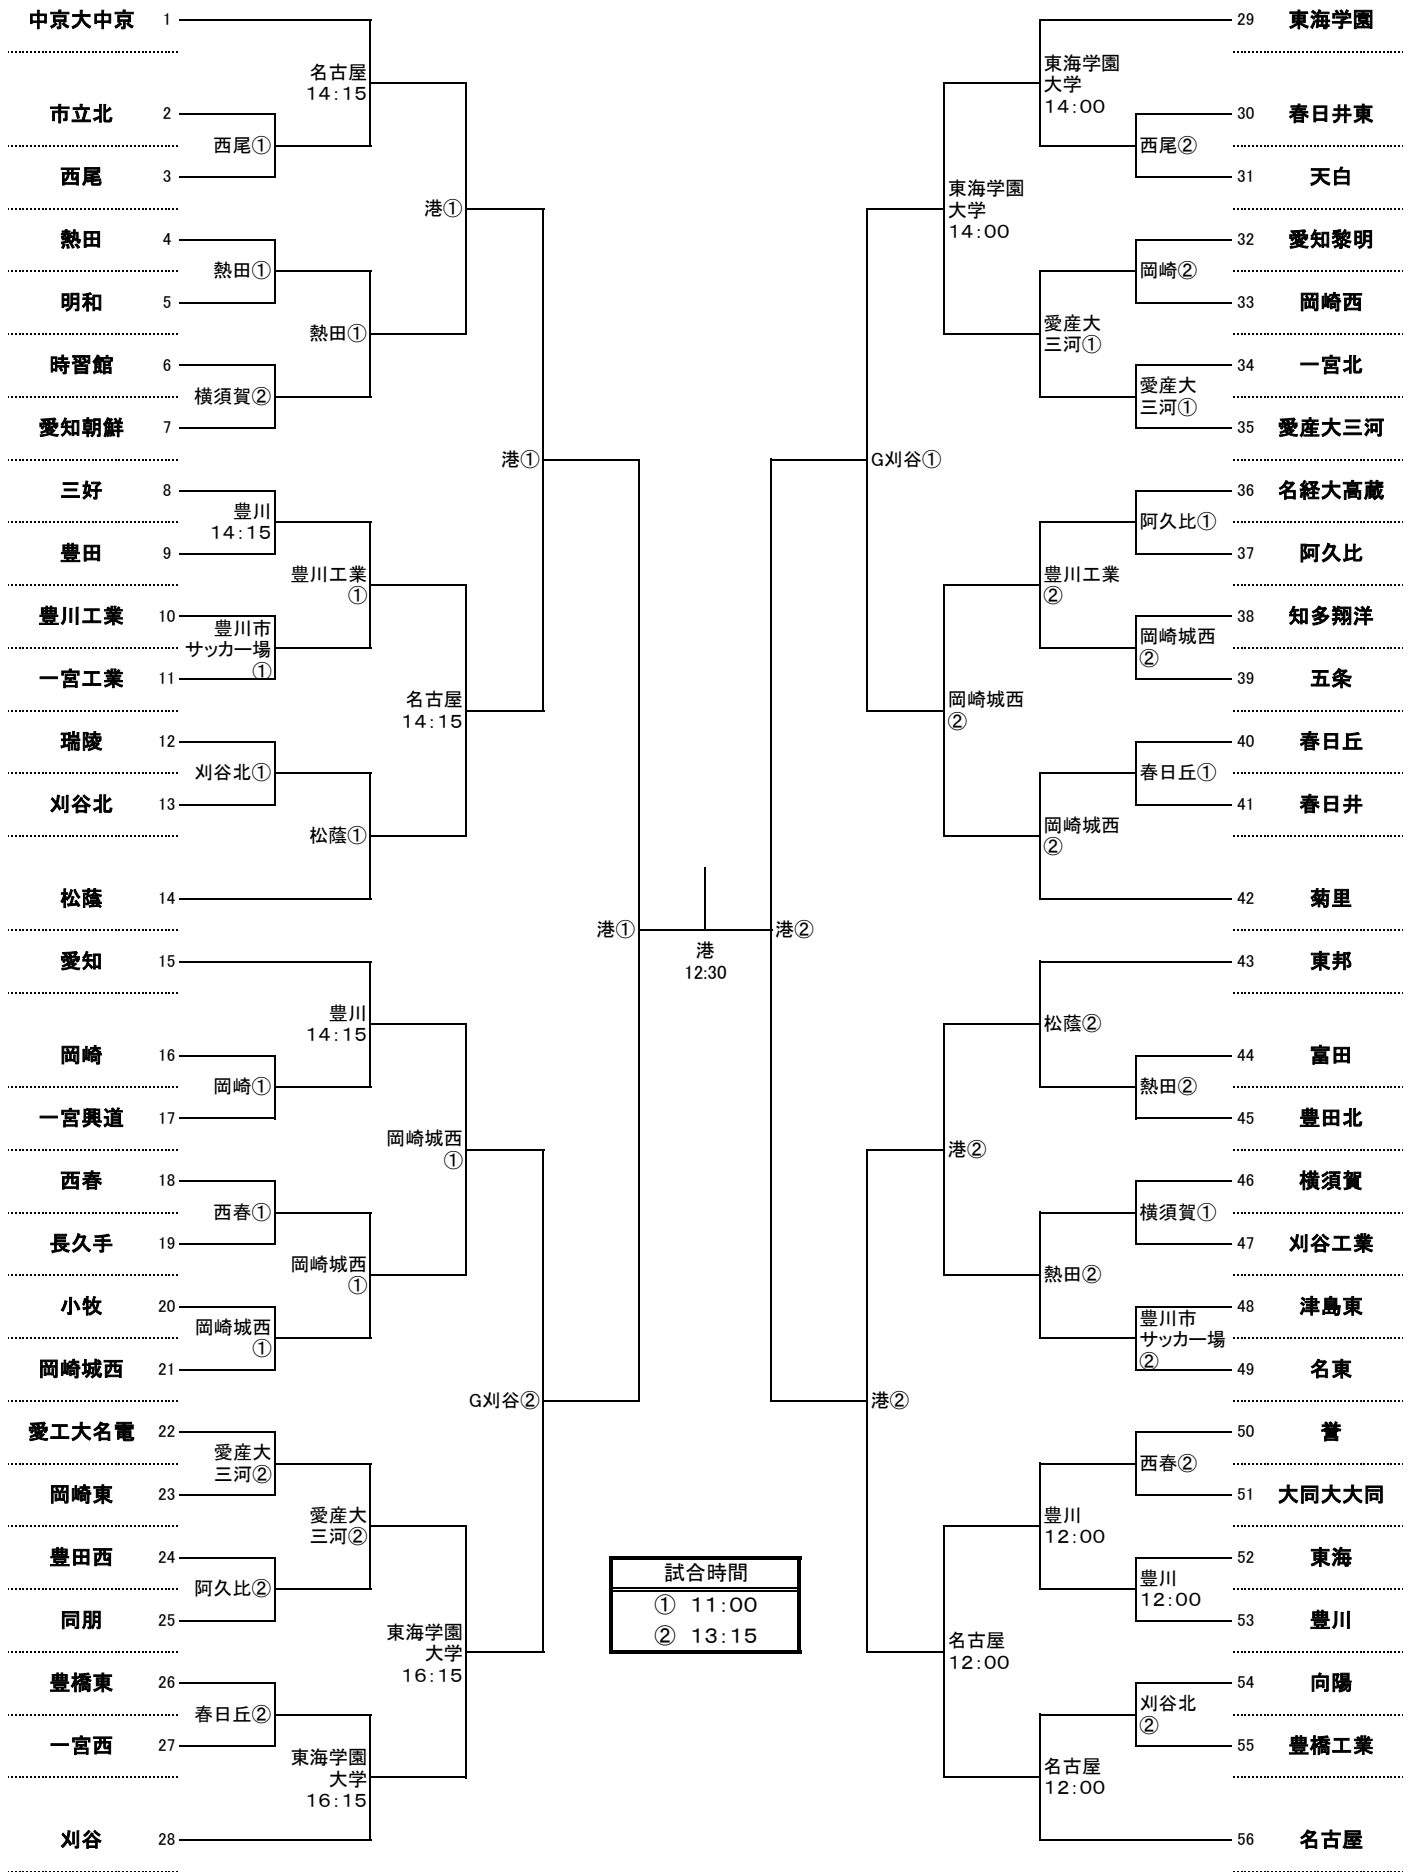 中京大中京 1
名古屋
14:15
市立北 2
西尾①
西尾 3
港①
熱田 4
熱田①
明和 5
熱田①
時習館 6
横須賀②
愛知朝鮮 7
港①
三好 8
豊川
14:15
豊田 9
豊川工業
①
豊川工業 10
豊川市
サッカー場
①
一宮工業 11
名古屋
14:15
瑞陵 12
刈谷北①
刈谷北 13
松蔭①
松蔭 14
港①
愛知 15
豊川
14:15
岡崎 16
岡崎①
一宮興道 17
岡崎城西
①
西春 18
西春①
長久手 19
岡崎城西
①
小牧 20
岡崎城西
①
岡崎城西 21
G刈谷②
愛工大名電 22
愛産大
三河②
岡崎東 23
愛産大
三河②
豊田西 24
阿久比②
同朋 25
東海学園
大学
16:15
豊橋東 26
春日丘②
一宮西 27
東海学園
大学
16:15
刈谷 28
港
12:30
試合時間
① 11:00
② 13:15
29 東海学園
東海学園
大学
14:00
30 春日井東
西尾②
31 天白
東海学園
大学
14:00
32 愛知黎明
岡崎②
33 岡崎西
愛産大
三河①
34 一宮北
愛産大
三河①
35 愛産大三河
G刈谷①
36 名経大高蔵
阿久比①
37 阿久比
豊川工業
②
38 知多翔洋
岡崎城西
②
39 五条
岡崎城西
②
40 春日丘
春日丘①
41 春日井
岡崎城西
②
42 菊里
港②
43 東邦
松蔭②
44 富田
熱田②
45 豊田北
港②
46 横須賀
横須賀①
47 刈谷工業
熱田②
48 津島東
豊川市
サッカー場
②
49 名東
港②
50 誉
西春②
51 大同大大同
豊川
12:00
52 東海
豊川
12:00
53 豊川
名古屋
12:00
54 向陽
刈谷北
②
55 豊橋工業
名古屋
12:00
56 名古屋